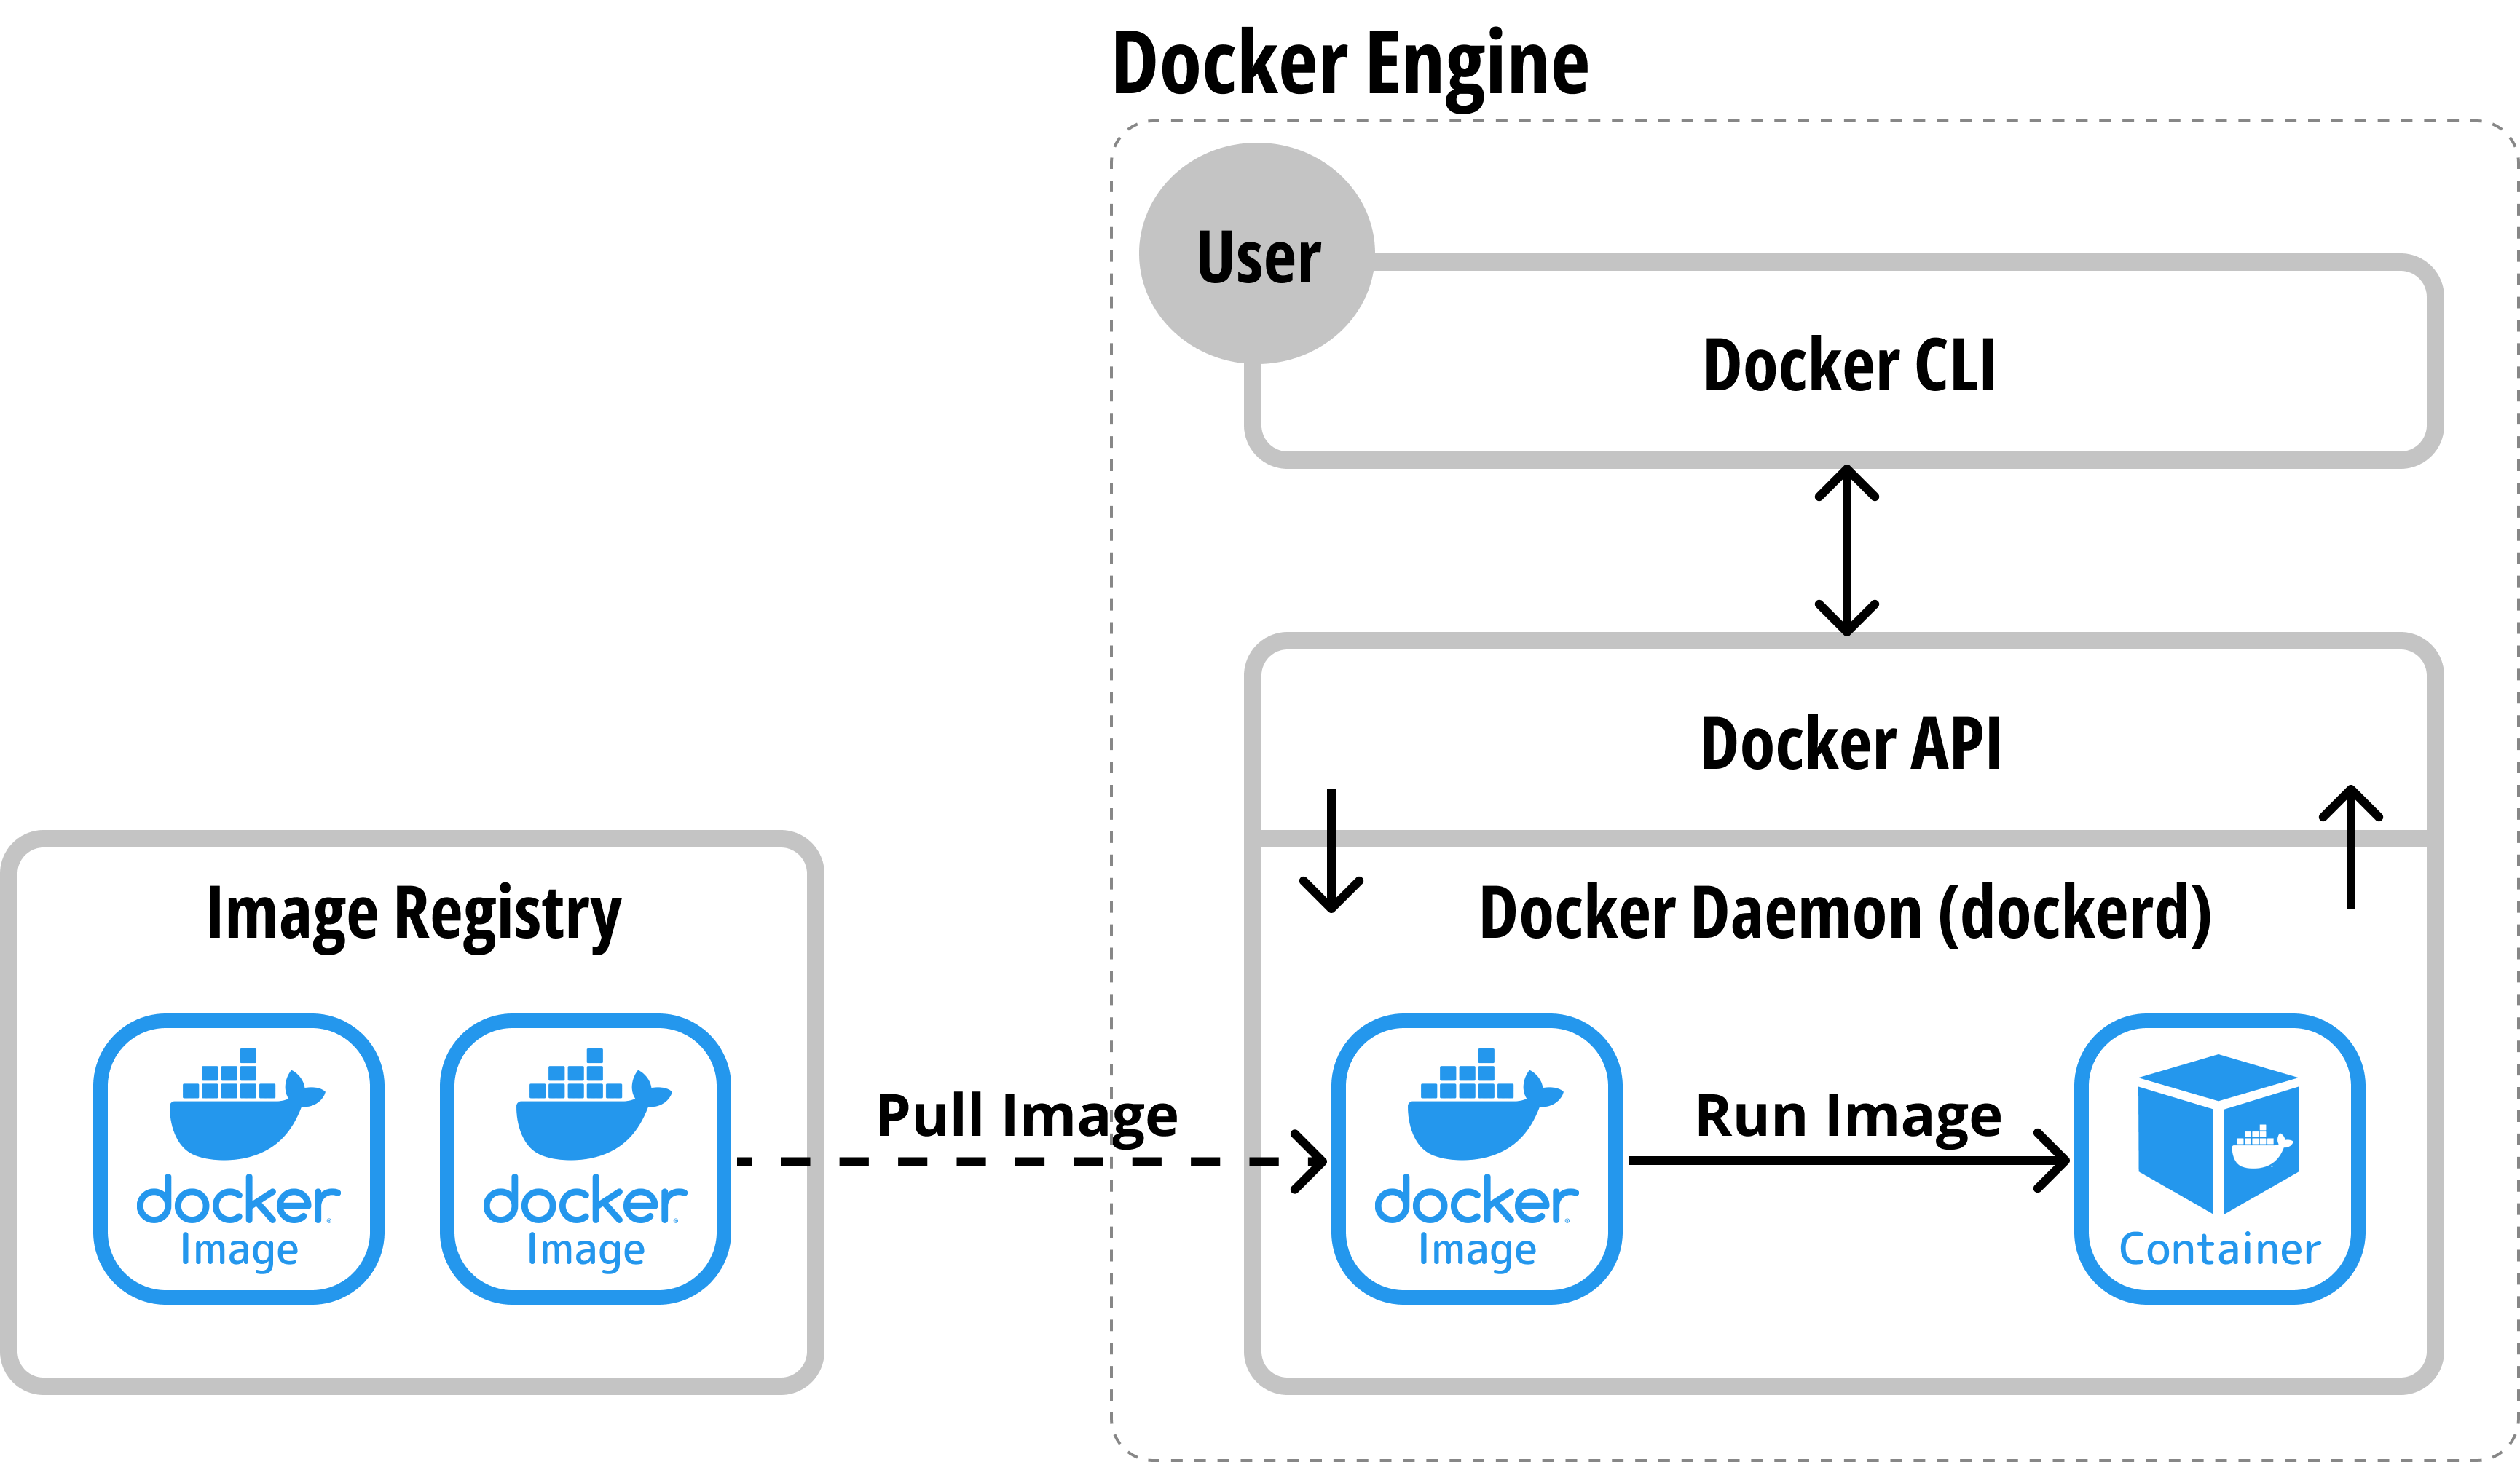 Docker Engine
User
Docker CLI
Docker API
Image Registry
Docker Daemon (dockerd)
docker
Image
docker
Image
Pull Image
docker
Image
Run Image
Container